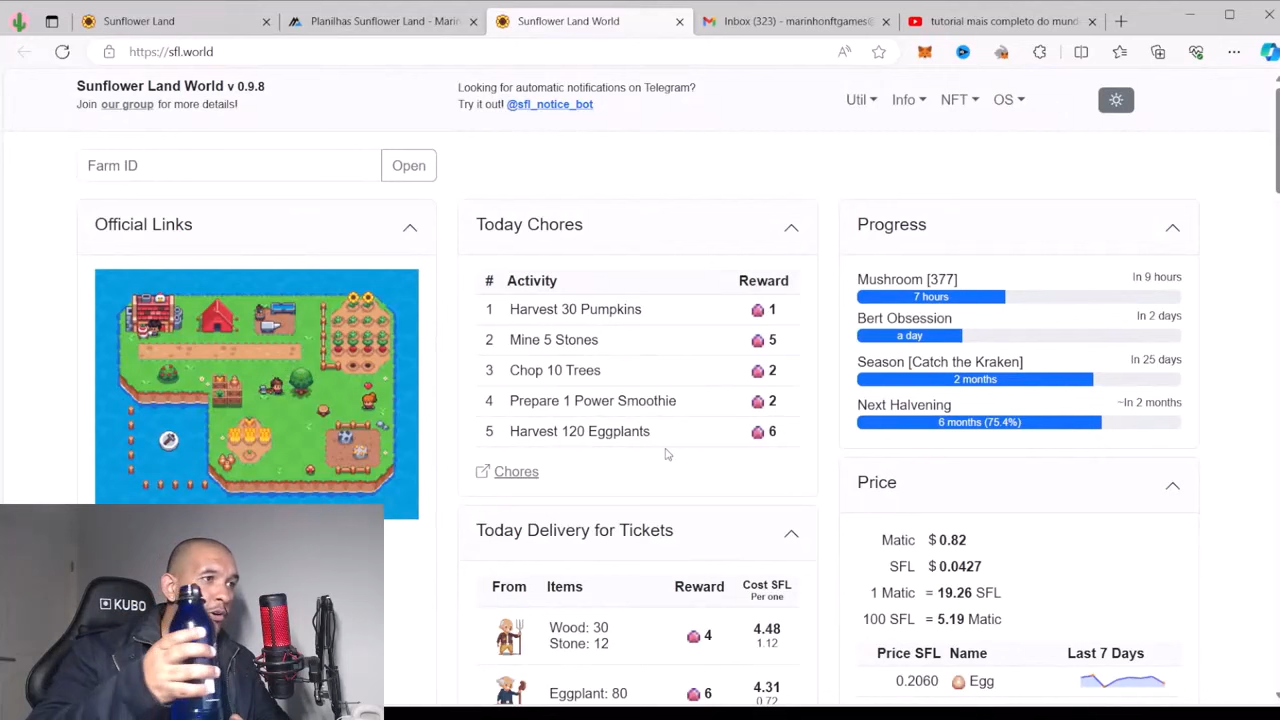 Sunflower Land
Planilhas Sunflower Land - Marin
Sunflower Land World
Inbox (323) - marinhonftgames@
tutorial mais completo do mund
https://sfl.world
Sunflower Land World v 0.9.8
Join our group for more details!
Looking for automatic notifications on Telegram?
Try it out! @sfl_notice_bot
Util
Info
NFT
OS
Farm ID
Open
Official Links
Today Chores
# Activity Reward
1 Harvest 30 Pumpkins 1
2 Mine 5 Stones 5
3 Chop 10 Trees 2
4 Prepare 1 Power Smoothie 2
5 Harvest 120 Eggplants 6
Chores
Today Delivery for Tickets
From Items Reward Cost SFL
Per one
Wood: 30
Stone: 12
4
4.48
1.12
Eggplant: 80
6
4.31
0.72
Progress
Mushroom [377] In 9 hours
7 hours
Bert Obsession In 2 days
a day
Season [Catch the Kraken] In 25 days
2 months
Next Halvening ~In 2 months
6 months (75.4%)
Price
Matic $ 0.82
SFL $ 0.0427
1 Matic = 19.26 SFL
100 SFL = 5.19 Matic
Price SFL Name Last 7 Days
0.2060 Egg
KUBO